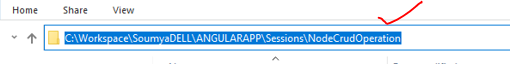 Home Share View
C:\Workspace\SoumyaDELL\ANGULARAPP\Sessions\NodeCrudOperation